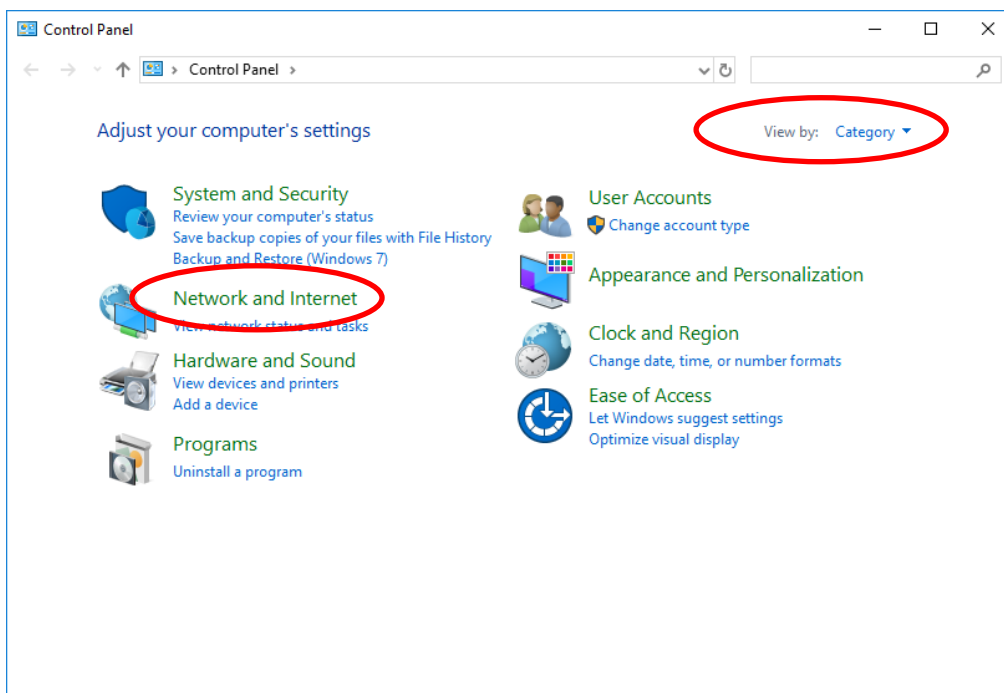 Control Panel
Control Panel
Adjust your computer's settings
View by: Category
System and Security
Review your computer's status
Save backup copies of your files with File History
Backup and Restore (Windows 7)
Network and Internet
View network status and tasks
Hardware and Sound
View devices and printers
Add a device
Programs
Uninstall a program
User Accounts
Change account type
Appearance and Personalization
Clock and Region
Change date, time, or number formats
Ease of Access
Let Windows suggest settings
Optimize visual display